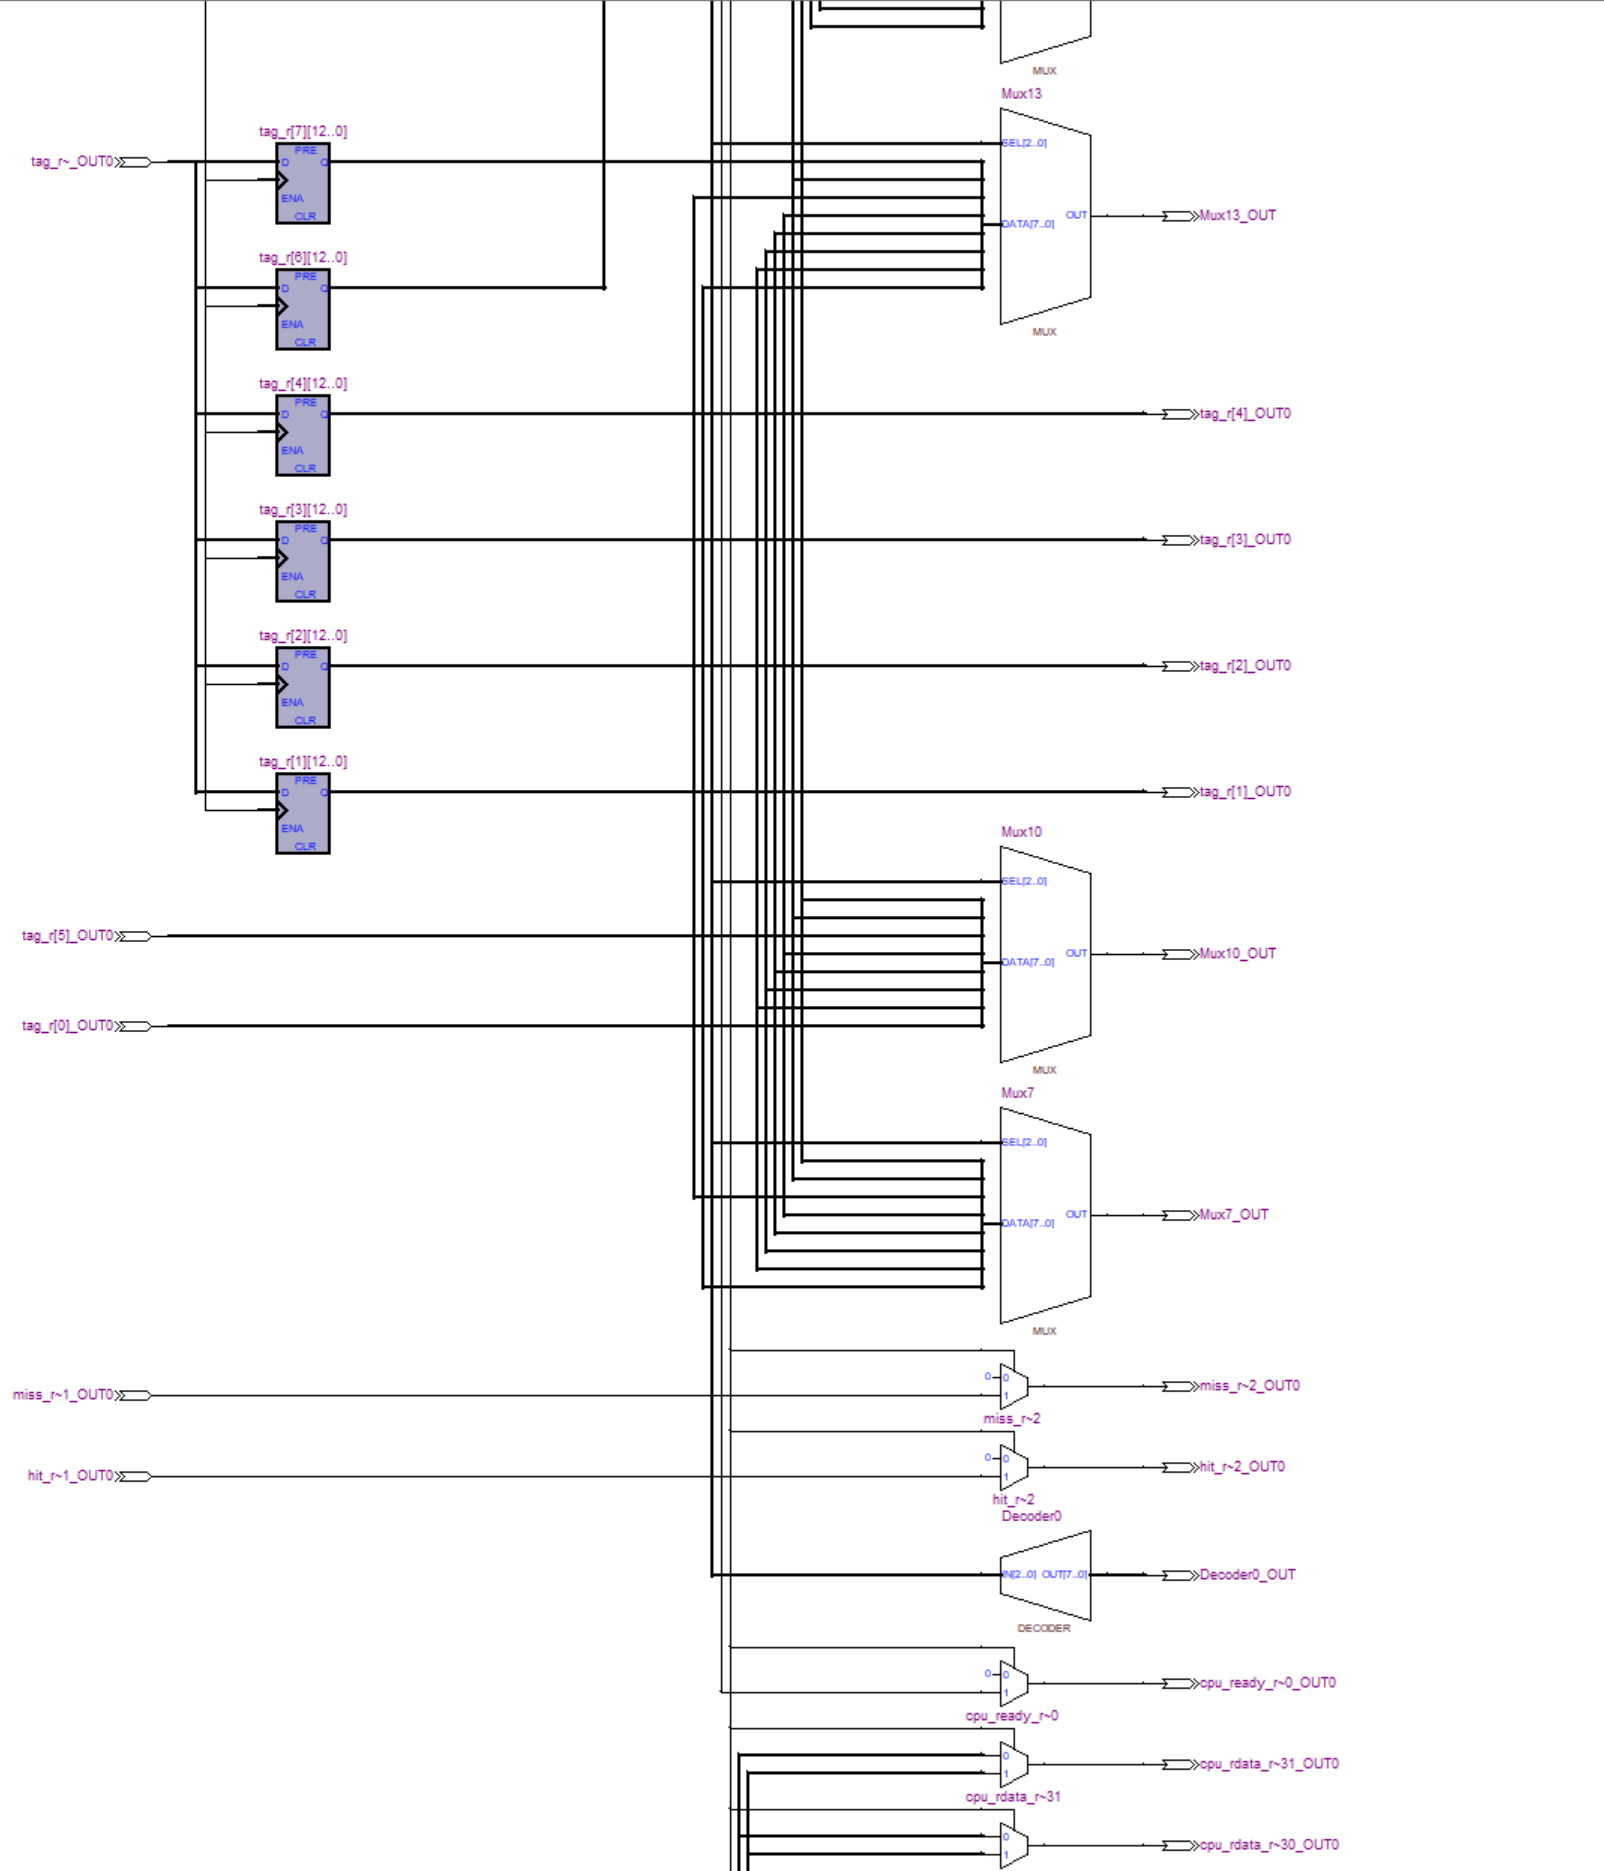 MUX
Mux13
tag_r[7][12..0]
PRE
SEL[2..0]
tag_r~_OUT0
D
Q
ENA
CLR
DATA[7..0]
OUT
Mux13_OUT
tag_r[6][12..0]
PRE
D
Q
ENA
CLR
MUX
tag_r[4][12..0]
PRE
D
Q
tag_r[4]_OUT0
ENA
CLR
tag_r[3][12..0]
PRE
D
Q
tag_r[3]_OUT0
ENA
CLR
tag_r[2][12..0]
PRE
D
Q
tag_r[2]_OUT0
ENA
CLR
tag_r[1][12..0]
PRE
D
Q
tag_r[1]_OUT0
ENA
CLR
Mux10
SEL[2..0]
tag_r[5]_OUT0
DATA[7..0]
OUT
Mux10_OUT
tag_r[0]_OUT0
MUX
Mux7
SEL[2..0]
DATA[7..0]
OUT
Mux7_OUT
MUX
0
0
miss_r~1_OUT0
1
miss_r~2_OUT0
miss_r~2
0
0
hit_r~1_OUT0
1
hit_r~2_OUT0
hit_r~2
Decoder0
IN[2..0]
OUT[7..0]
Decoder0_OUT
DECODER
0
0
1
cpu_ready_r~0_OUT0
cpu_ready_r~0
0
1
cpu_rdata_r~31_OUT0
cpu_rdata_r~31
0
1
cpu_rdata_r~30_OUT0